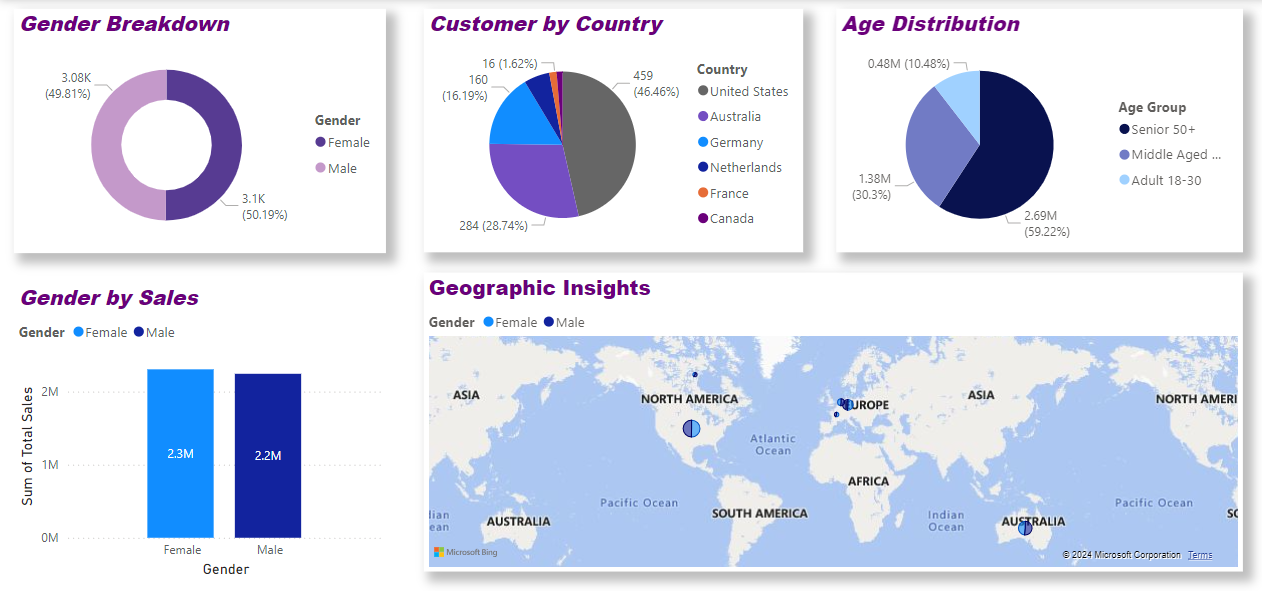 Gender Breakdown
3.08K
(49.81%)
3.1K
(50.19%)
Gender
Female
Male
Customer by Country
16 (1.62%)
160
(16.19%)
459
(46.46%)
284 (28.74%)
Country
United States
Australia
Germany
Netherlands
France
Canada
Age Distribution
0.48M (10.48%)
1.38M
(30.3%)
2.69M
(59.22%)
Age Group
Senior 50+
Middle Aged ...
Adult 18-30
Gender by Sales
Gender Female Male
Sum of Total Sales
2M
1M
0M
2.3M
2.2M
Female Male
Gender
Geographic Insights
Gender Female Male
ASIA
NORTH AMERICA
EUROPE
ASIA
NORTH AMERI
Atlantic
Ocean
AFRICA
Pacific Ocean
Pacific Ocean
SOUTH AMERICA
dian
ean
Indian
Ocean
SC
AUSTRALIA
AUSTRALIA
Microsoft Bing
© 2024 Microsoft Corporation Terms